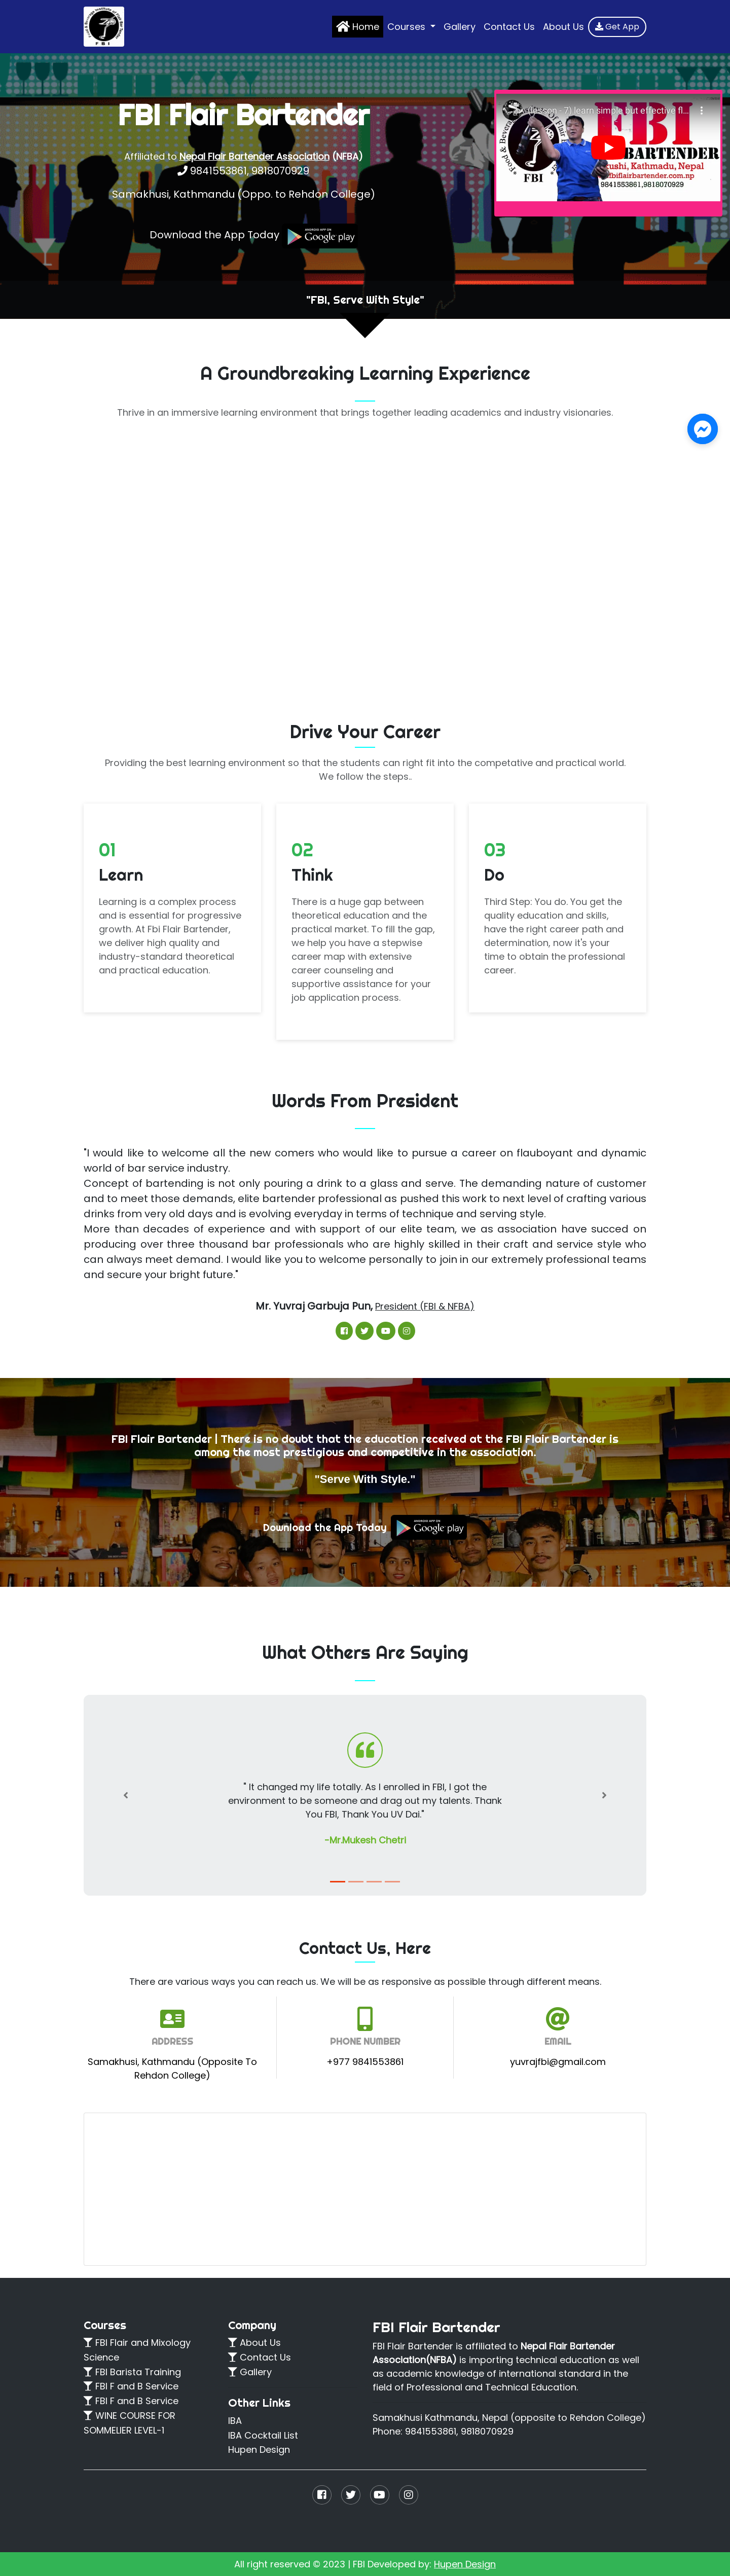 FBI
Home
Courses
Gallery
Contact Us
About Us
Get App
FBI Flair Bartender
Affiliated to Nepal Flair Bartender Association (NFBA)
9841553861, 9818070929
Samakhusi, Kathmandu (Oppo. to Rehdon College)
Download the App Today
Google play
FBI
BARTENDER
9841553861,9818070929
"FBI, Serve With Style"
A Groundbreaking Learning Experience
Thrive in an immersive learning environment that brings together leading academics and industry visionaries.
Drive Your Career
Providing the best learning environment so that the students can right fit into the competative and practical world.
We follow the steps..
01
Learn
Learning is a complex process
and is essential for progressive
growth. At Fbi Flair Bartender,
we deliver high quality and
industry-standard theoretical
and practical education.
02
Think
There is a huge gap between
theoretical education and the
practical market. To fill the gap,
we help you have a stepwise
career map with extensive
career counseling and
supportive assistance for your
job application process.
03
Do
Third Step: You do. You get the
quality education and skills,
have the right career path and
determination, now it's your
time to obtain the professional
career.
Words From President
"I would like to welcome all the new comers who would like to pursue a career on flauboyant and dynamic
world of bar service industry.
Concept of bartending is not only pouring a drink to a glass and serve. The demanding nature of customer
and to meet those demands, elite bartender professional as pushed this work to next level of crafting various
drinks from very old days and is evolving everyday in terms of technique and serving style.
More than decades of experience and with support of our elite team, we as association have succed on
producing over three thousand bar professionals who are highly skilled in their craft and service style who
can always meet demand. I would like you to welcome personally to join in our extremely professional teams
and secure your bright future."
Mr. Yuvraj Garbuja Pun, President (FBI & NFBA)
FBI Flair Bartender | There is no doubt that the education received at the FBI Flair Bartender is
among the most prestigious and competitive in the association.
"Serve With Style."
Download the App Today
Google play
What Others Are Saying
" It changed my life totally. As I enrolled in FBI, I got the
environment to be someone and drag out my talents. Thank
You FBI, Thank You UV Dai."
-Mr.Mukesh Chetri
Contact Us, Here
There are various ways you can reach us. We will be as responsive as possible through different means.
ADDRESS
Samakhusi, Kathmandu (Opposite To
Rehdon College)
PHONE NUMBER
+977 9841553861
EMAIL
yuvrajfbi@gmail.com
Courses
FBI Flair and Mixology
Science
FBI Barista Training
FBI F and B Service
FBI F and B Service
WINE COURSE FOR
SOMMELIER LEVEL-1
Company
About Us
Contact Us
Gallery
Other Links
IBA
IBA Cocktail List
Hupen Design
FBI Flair Bartender
FBI Flair Bartender is affiliated to Nepal Flair Bartender
Association(NFBA) is importing technical education as well
as academic knowledge of international standard in the
field of Professional and Technical Education.
Samakhusi Kathmandu, Nepal (opposite to Rehdon College)
Phone: 9841553861, 9818070929
All right reserved © 2023 | FBI Developed by: Hupen Design